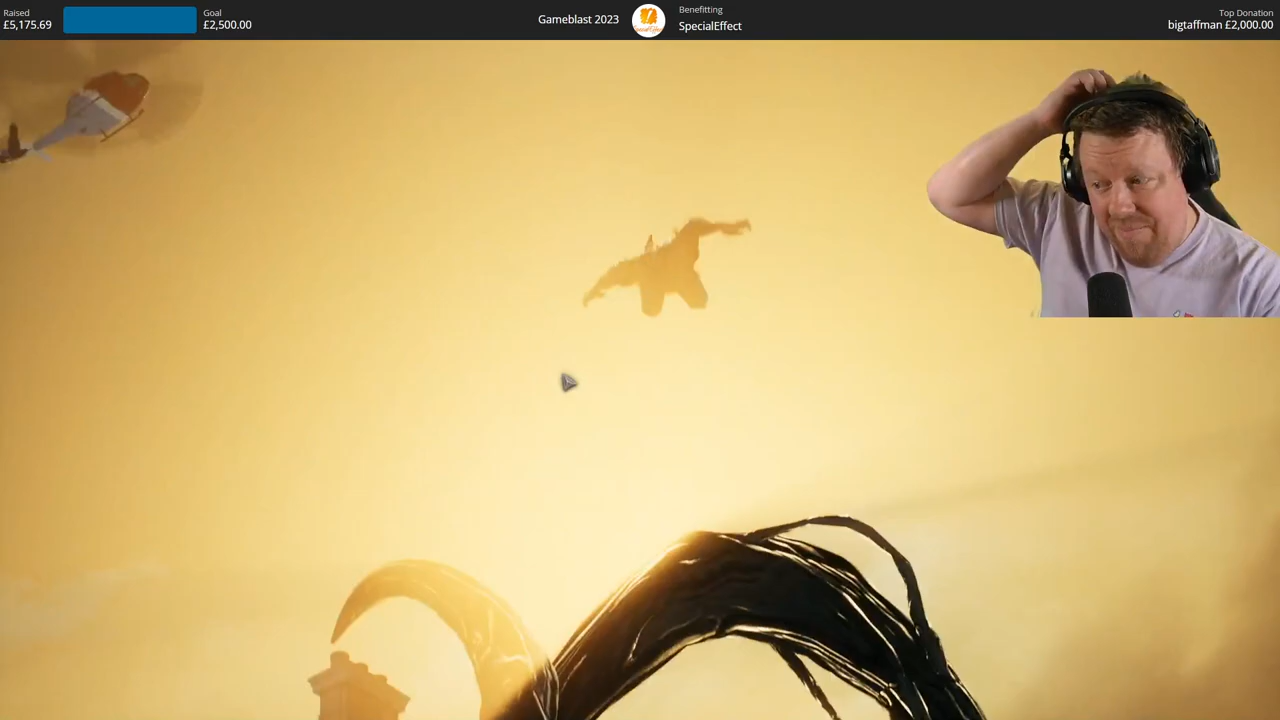 Raised
£5,175.69
Goal
£2,500.00
Gameblast 2023
Benefitting
SpecialEffect
Top Donation
bigtaffman £2,000.00